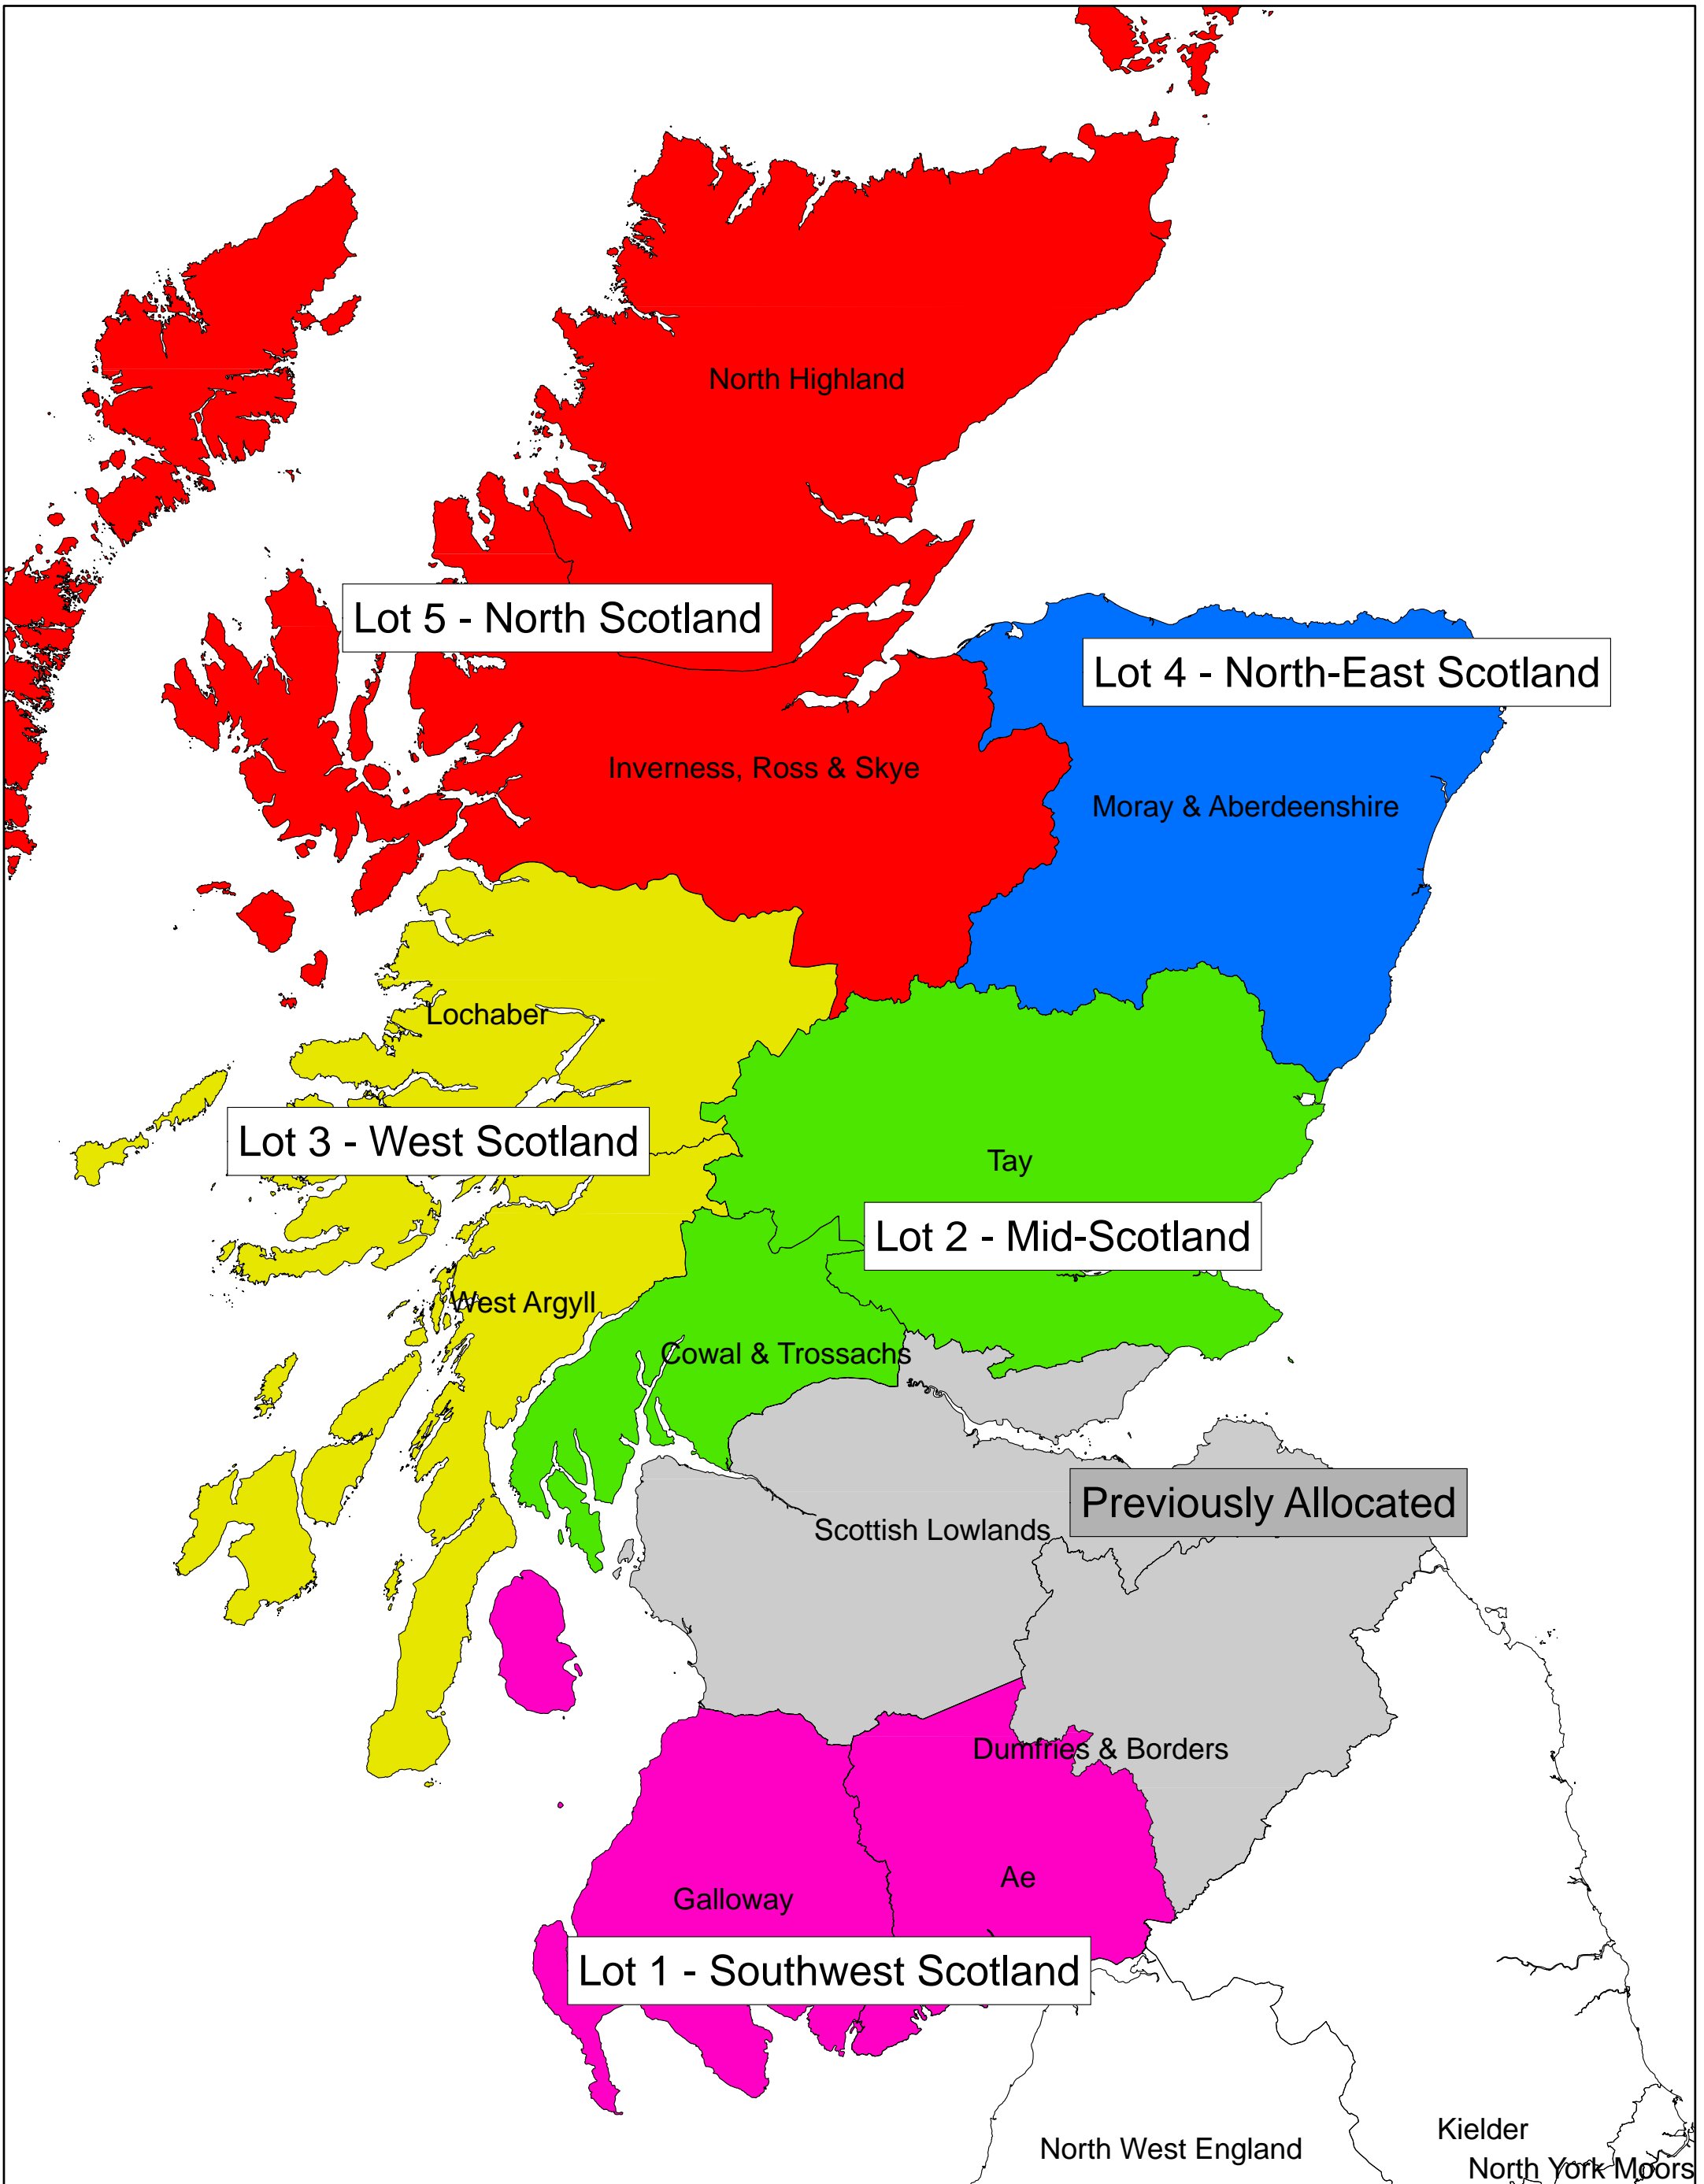 North Highland
Lot 5 - North Scotland
Lot 4 - North-East Scotland
Inverness, Ross & Skye
Moray & Aberdeenshire
Lochaber
Lot 3 - West Scotland
Tay
Lot 2 - Mid-Scotland
West Argyll
Cowal & Trossachs
Previously Allocated
Scottish Lowlands
Dumfries & Borders
Ae
Galloway
Lot 1 - Southwest Scotland
Kielder
North West England
North York Moors